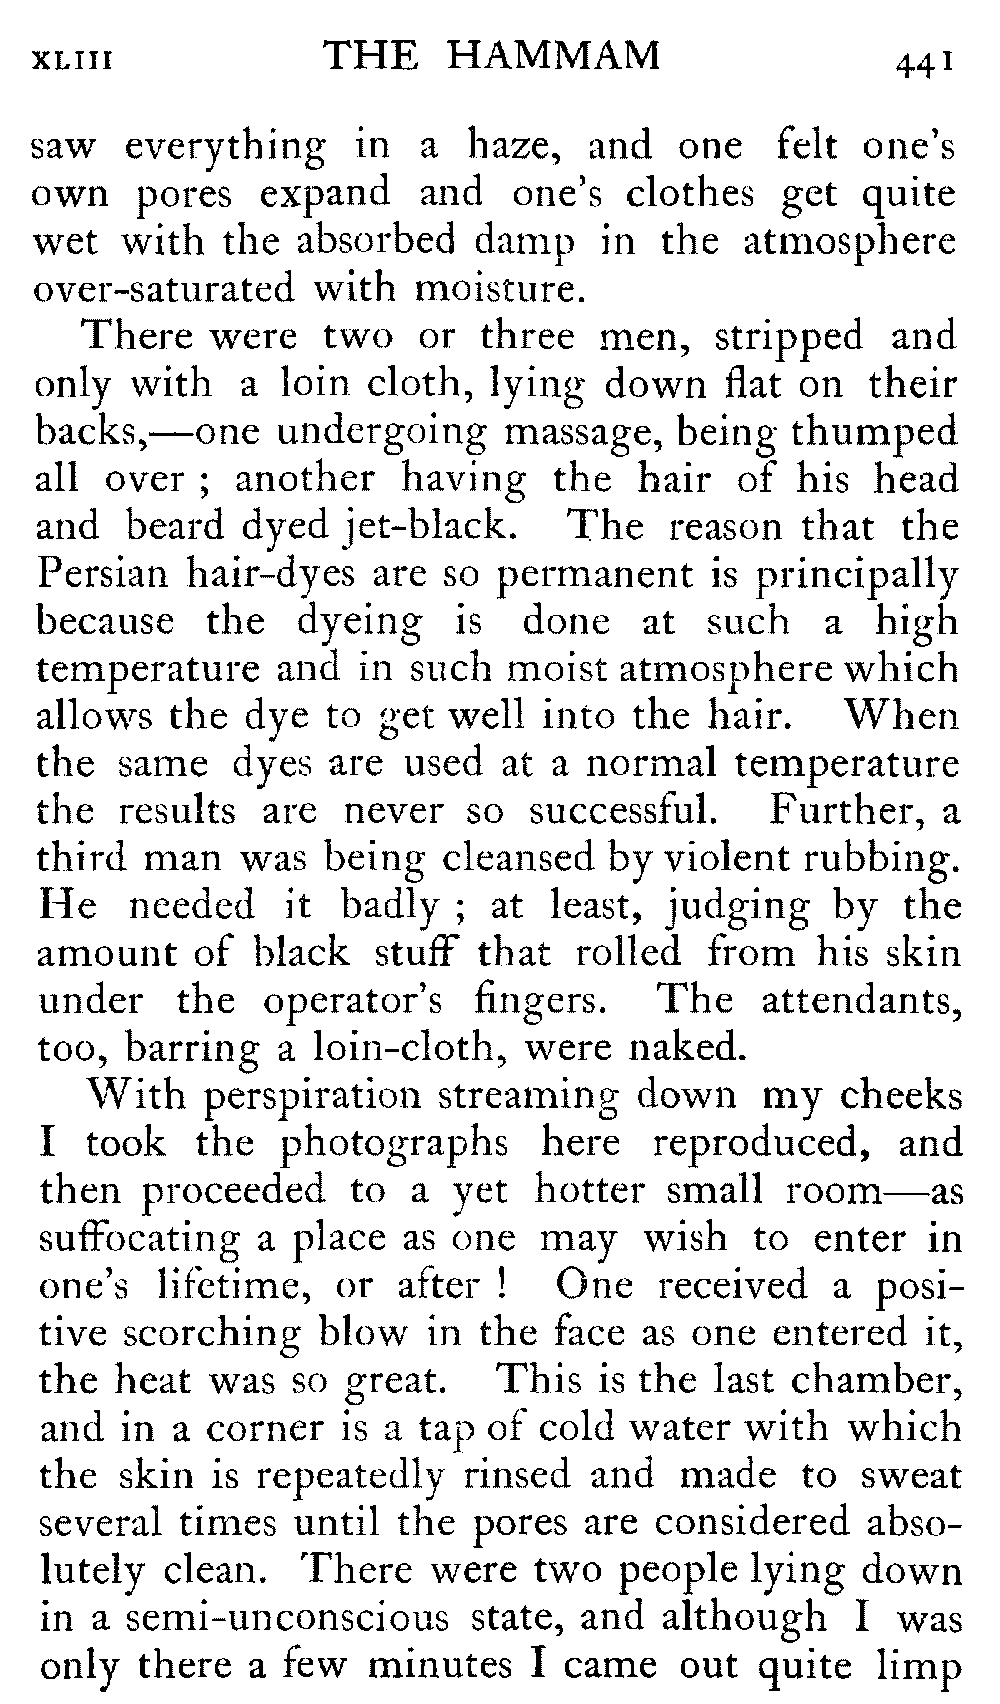 XLIII THE HAMMAM 441
saw everything in a haze, and one felt one's
own pores expand and one's clothes get quite
wet with the absorbed damp in the atmosphere
over-saturated with moisture.
There were two or three men, stripped and
only with a loin cloth, lying down flat on their
backs,—one undergoing massage, being thumped
all over ; another having the hair of his head
and beard dyed jet-black. The reason that the
Persian hair-dyes are so permanent is principally
because the dyeing is done at such a high
temperature and in such moist atmosphere which
allows the dye to get well into the hair. When
the same dyes are used at a normal temperature
the results are never so successful. Further, a
third man was being cleansed by violent rubbing.
He needed it badly ; at least, judging by the
amount of black stuff that rolled from his skin
under the operator's fingers. The attendants,
too, barring a loin-cloth, were naked.
With perspiration streaming down my cheeks
I took the photographs here reproduced, and
then proceeded to a yet hotter small room—as
suffocating a place as one may wish to enter in
one's lifetime, or after ! One received a posi-
tive scorching blow in the face as one entered it,
the heat was so great. This is the last chamber,
and in a corner is a tap of cold water with which
the skin is repeatedly rinsed and made to sweat
several times until the pores are considered abso-
lutely clean. There were two people lying down
in a semi-unconscious state, and although I was
only there a few minutes I came out quite limp